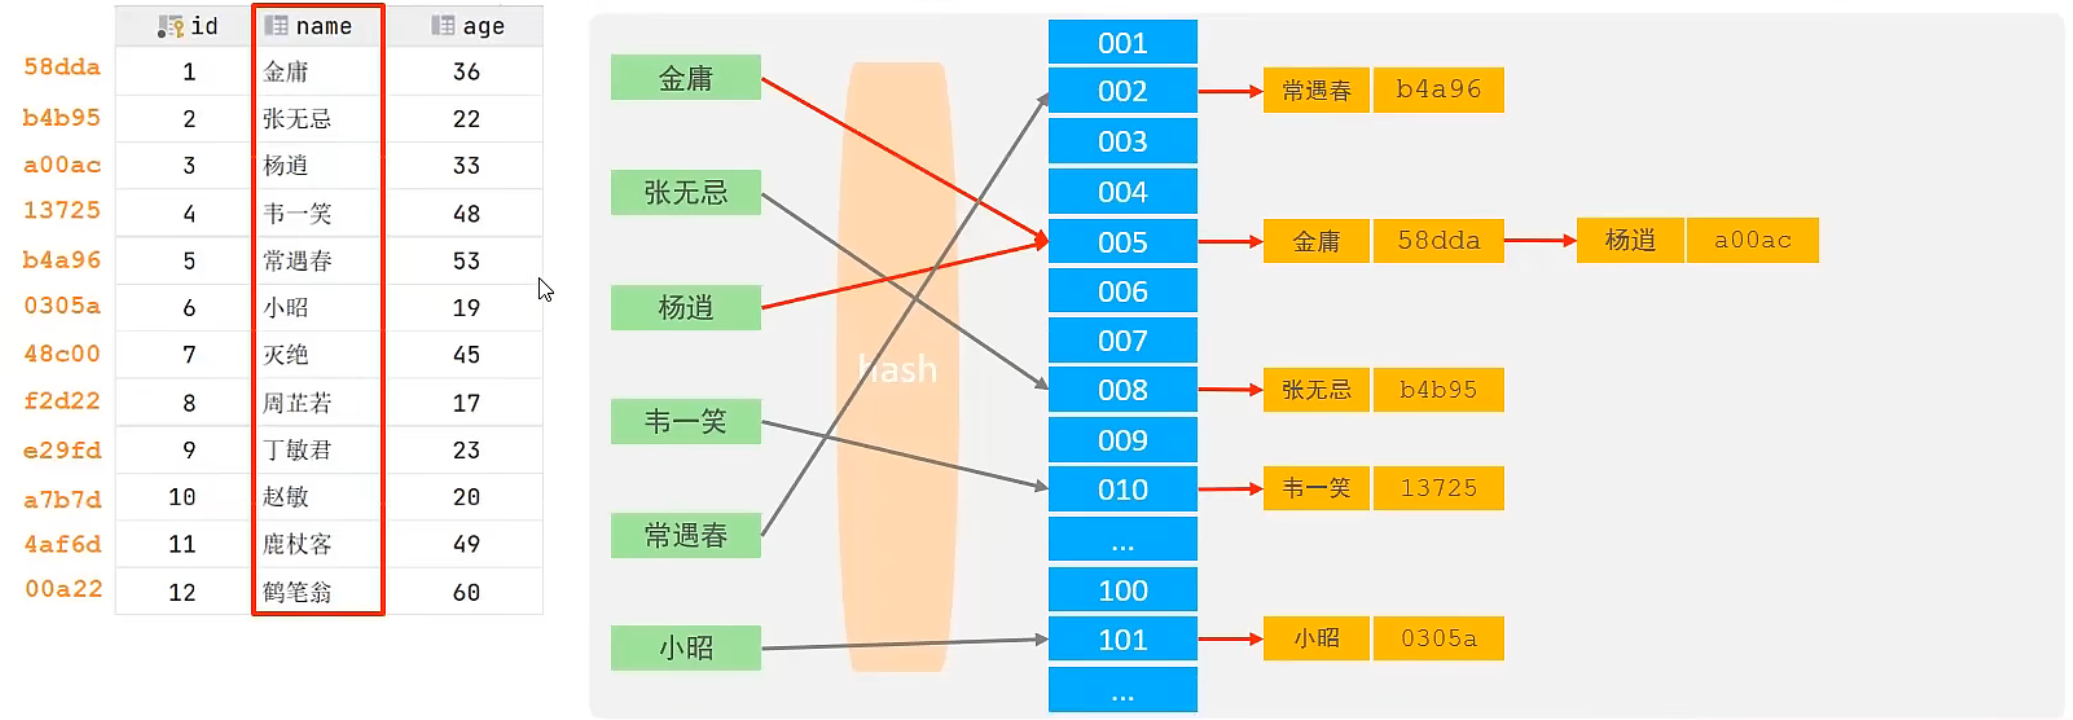 id name age
58dda 1 金庸 36
b4b95 2 张无忌 22
a00ac 3 杨逍 33
13725 4 韦一笑 48
b4a96 5 常遇春 53
0305a 6 小昭 19
48c00 7 灭绝 45
f2d22 8 周芷若 17
e29fd 9 丁敏君 23
a7b7d 10 赵敏 20
4af6d 11 鹿杖客 49
00a22 12 鹤笔翁 60
金庸
张无忌
杨逍
韦一笑
常遇春
小昭
hash
001
002 常遇春 b4a96
003
004
005 金庸 58dda 杨逍 a00ac
006
007
008 张无忌 b4b95
009
010 韦一笑 13725
...
100
101 小昭 0305a
...